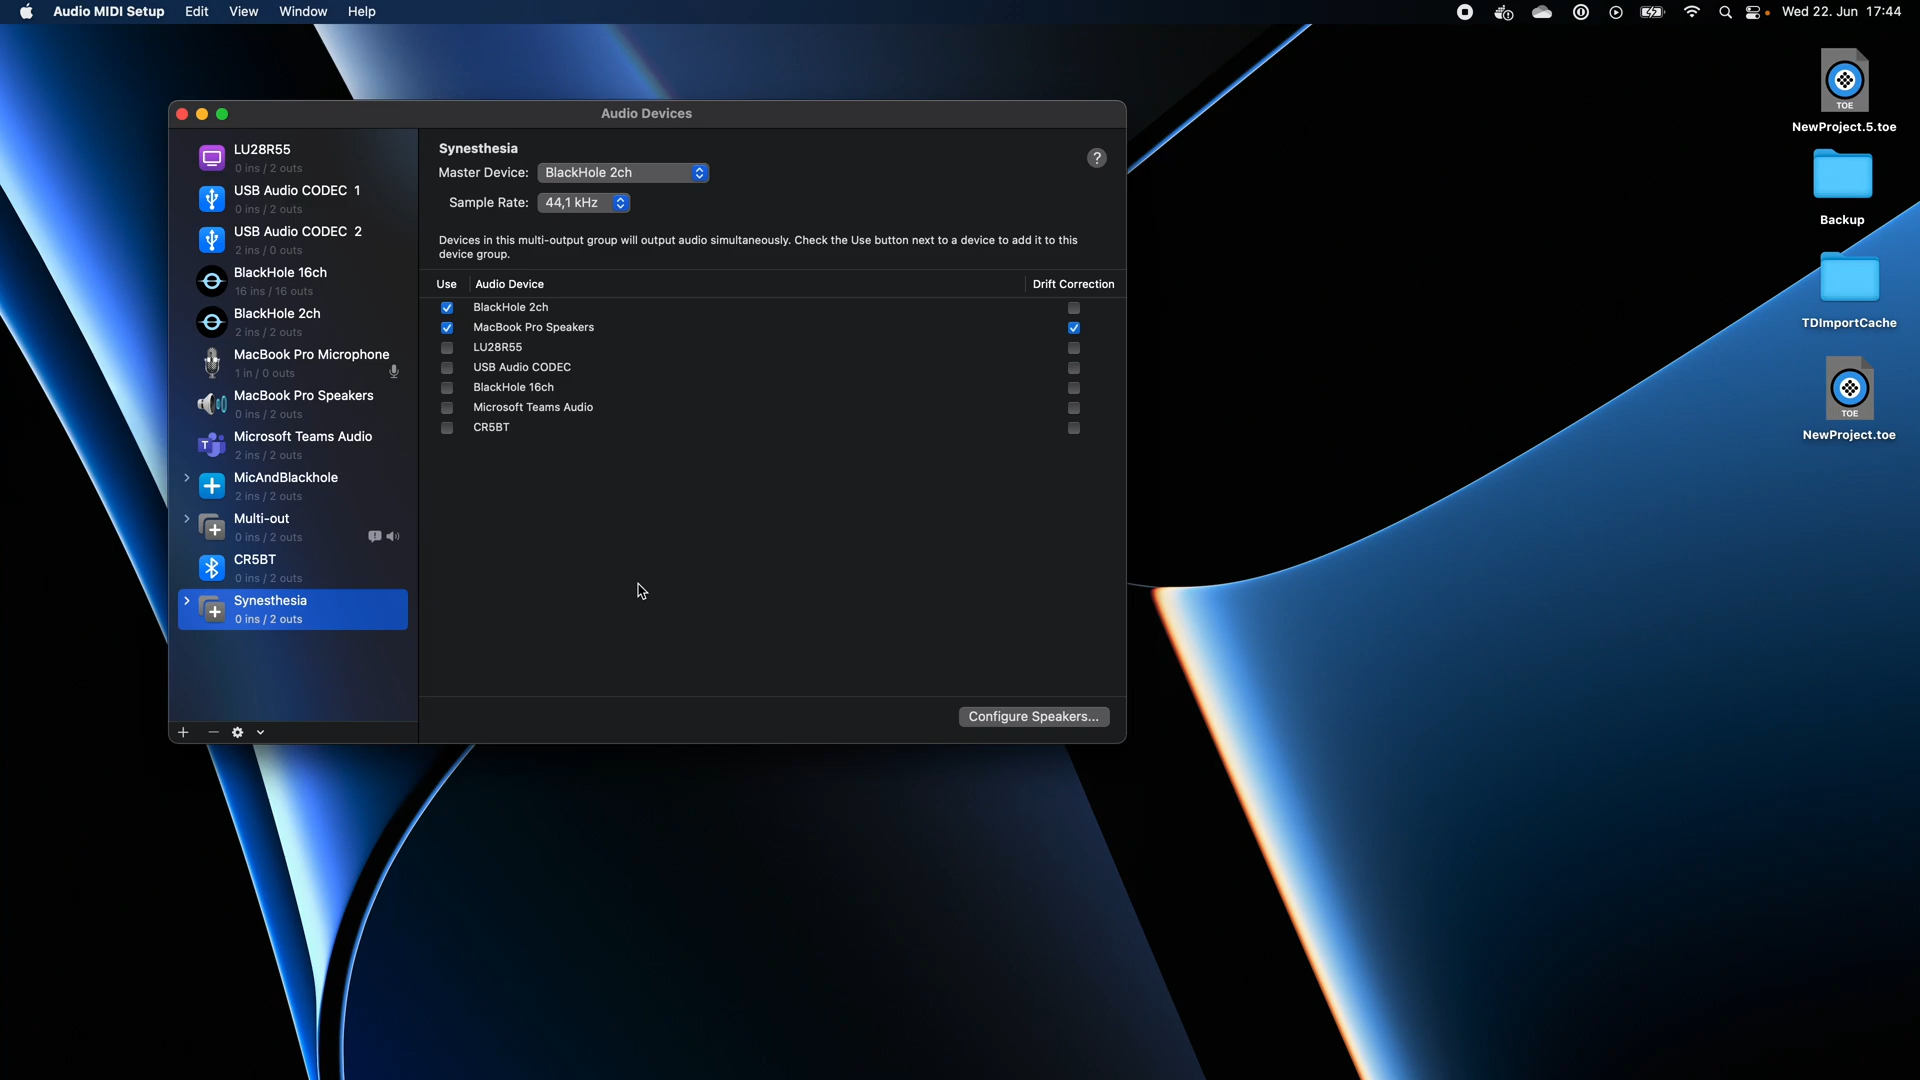 Audio MIDI Setup Edit View Window Help
Wed 22. Jun 17:44
Audio Devices
LU28R55
0 ins / 2 outs
USB Audio CODEC 1
0 ins / 2 outs
USB Audio CODEC 2
2 ins / 0 outs
BlackHole 16ch
16 ins / 16 outs
BlackHole 2ch
2 ins / 2 outs
MacBook Pro Microphone
1 in / 0 outs
MacBook Pro Speakers
0 ins / 2 outs
Microsoft Teams Audio
2 ins / 2 outs
MicAndBlackhole
2 ins / 2 outs
Multi-out
0 ins / 2 outs
CR5BT
0 ins / 2 outs
Synesthesia
0 ins / 2 outs
Synesthesia
?
Master Device: BlackHole 2ch
Sample Rate: 44,1 kHz
Devices in this multi-output group will output audio simultaneously. Check the Use button next to a device to add it to this
device group.
Use Audio Device Drift Correction
BlackHole 2ch
MacBook Pro Speakers
LU28R55
USB Audio CODEC
BlackHole 16ch
Microsoft Teams Audio
CR5BT
Configure Speakers...
TOE
NewProject.5.toe
Backup
TDImportCache
TOE
NewProject.toe